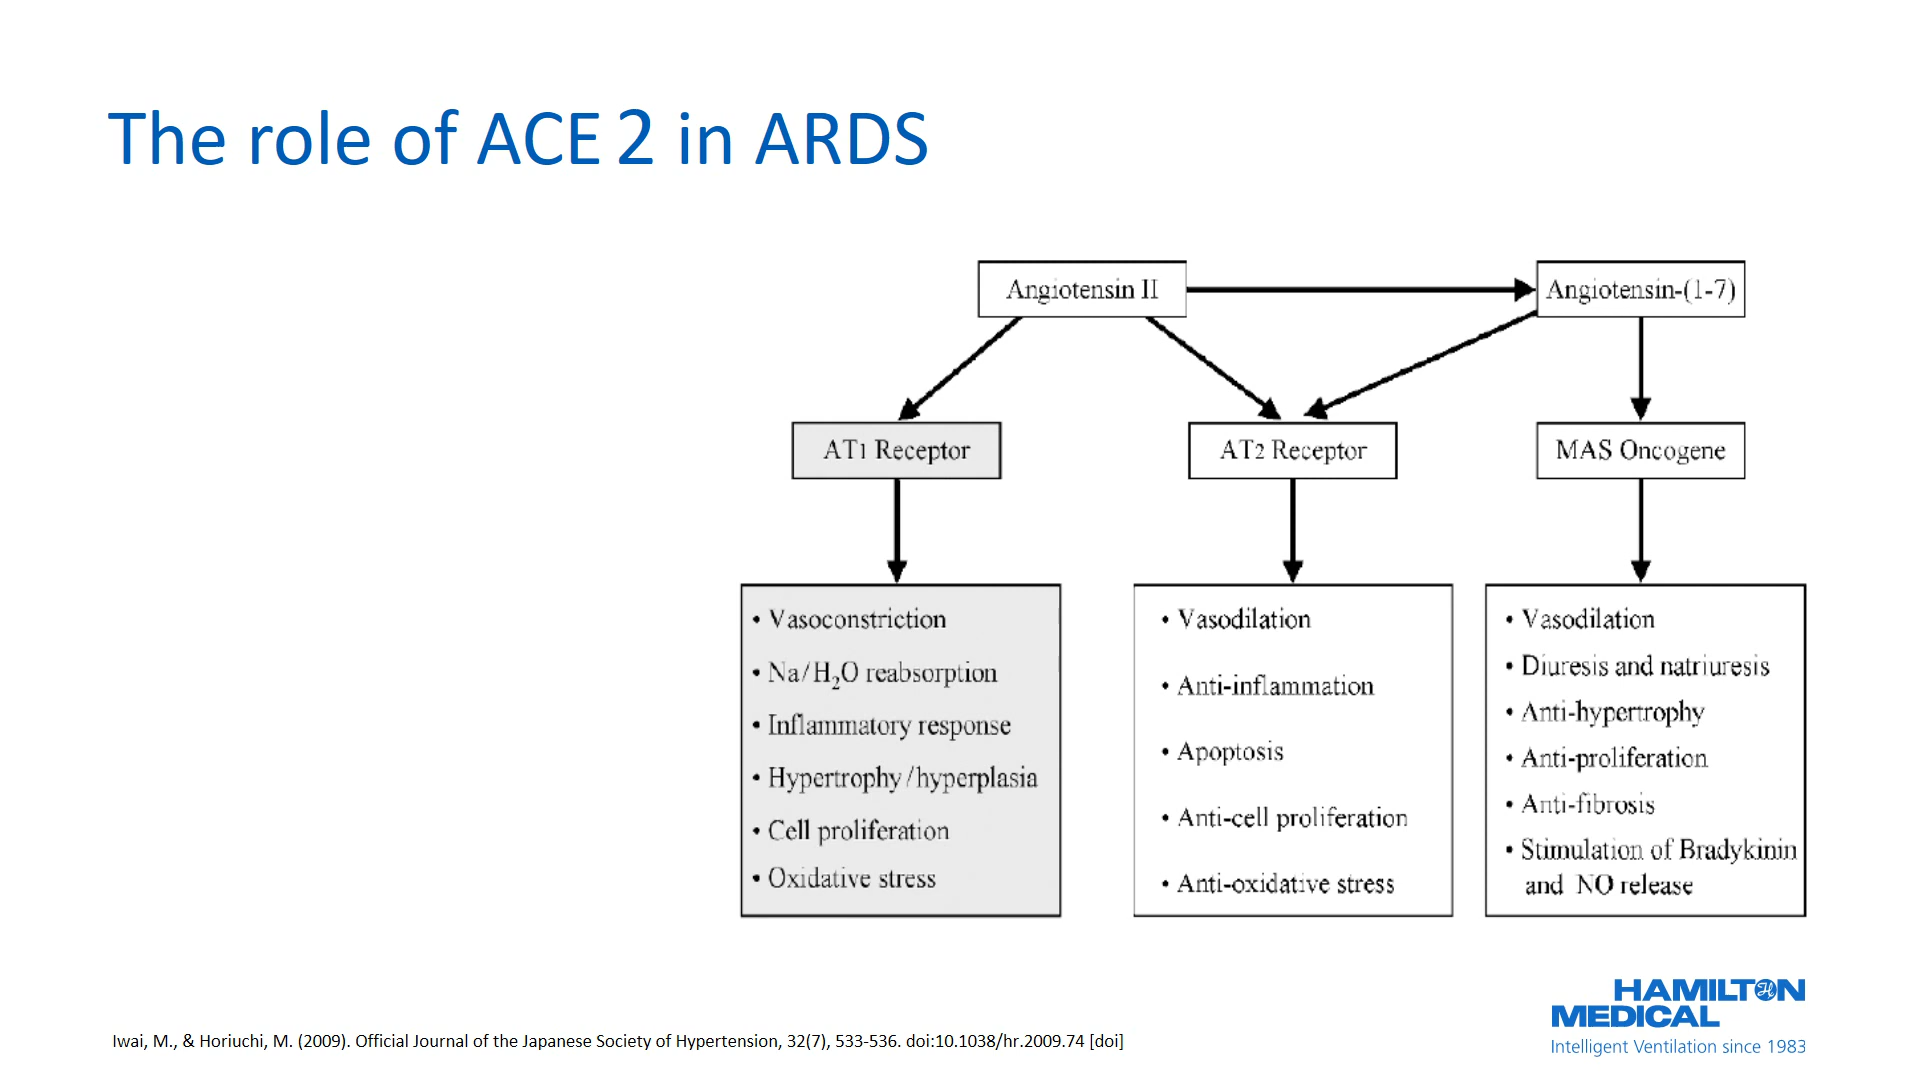 The role of ACE 2 in ARDS
Angiotensin II
Angiotensin-(1-7)
AT1 Receptor
AT2 Receptor
MAS Oncogene
• Vasoconstriction
• Na/H₂O reabsorption
• Inflammatory response
• Hypertrophy/hyperplasia
• Cell proliferation
• Oxidative stress
• Vasodilation
• Anti-inflammation
• Apoptosis
• Anti-cell proliferation
• Anti-oxidative stress
• Vasodilation
• Diuresis and natriuresis
• Anti-hypertrophy
• Anti-proliferation
• Anti-fibrosis
• Stimulation of Bradykinin
and NO release
Iwai, M., & Horiuchi, M. (2009). Official Journal of the Japanese Society of Hypertension, 32(7), 533-536. doi:10.1038/hr.2009.74 [doi]
HAMILTON
MEDICAL
Intelligent Ventilation since 1983